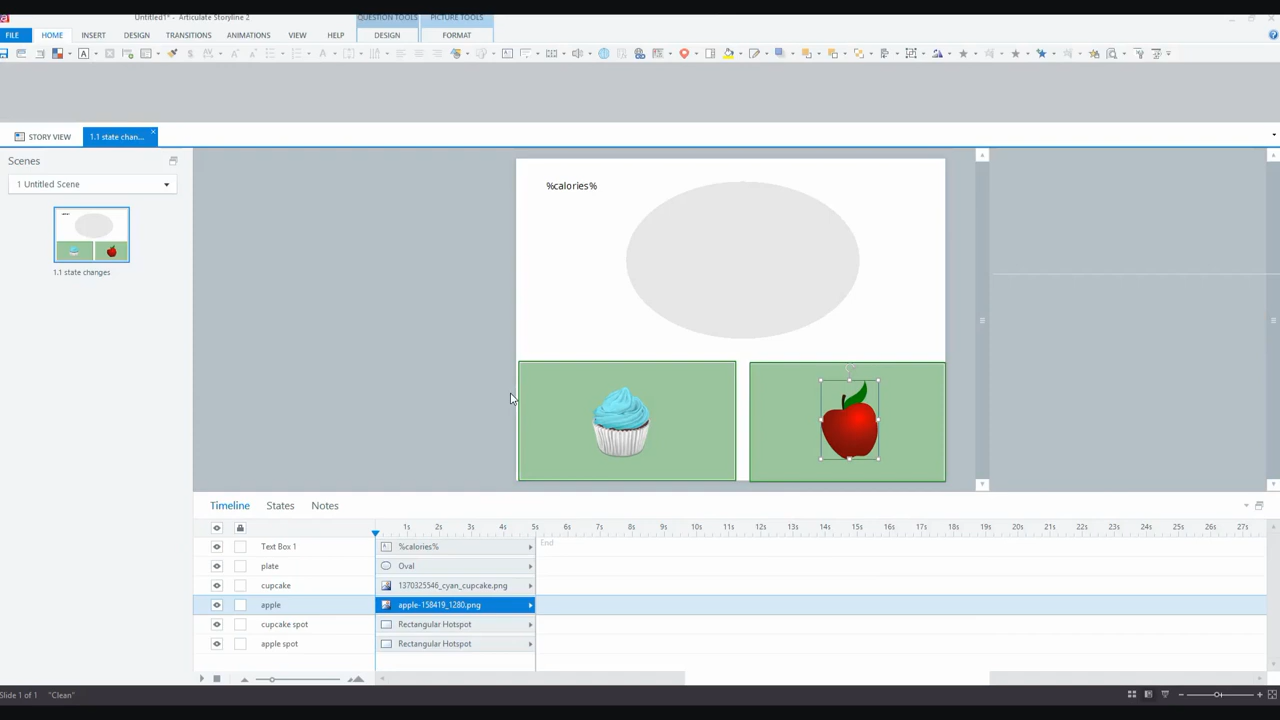 Untitled1* - Articulate Storyline 2
QUESTION TOOLS PICTURE TOOLS
FILE HOME INSERT DESIGN TRANSITIONS ANIMATIONS VIEW HELP DESIGN FORMAT
STORY VIEW 1.1 state chan...
Scenes
1 Untitled Scene
1.1 state changes
%calories%
Timeline States Notes
1s 2s 3s 4s 5s 6s 7s 8s 9s 10s 11s 12s 13s 14s 15s 16s 17s 18s 19s 20s 21s 22s 23s 24s 25s 26s 27s
End
Text Box 1 %calories%
plate Oval
cupcake 1370325546_cyan_cupcake.png
apple apple-158419_1280.png
cupcake spot Rectangular Hotspot
apple spot Rectangular Hotspot
Slide 1 of 1 "Clean"